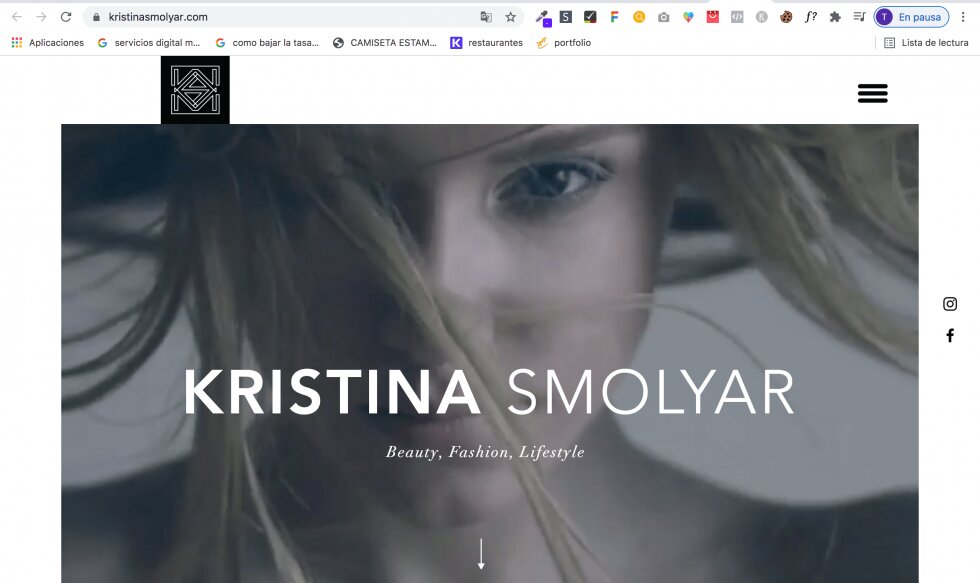 kristinasmolyar.com
En pausa
Aplicaciones
servicios digital m...
como bajar la tasa...
CAMISETA ESTAM...
restaurantes
portfolio
Lista de lectura
KRISTINA SMOLYAR
Beauty, Fashion, Lifestyle